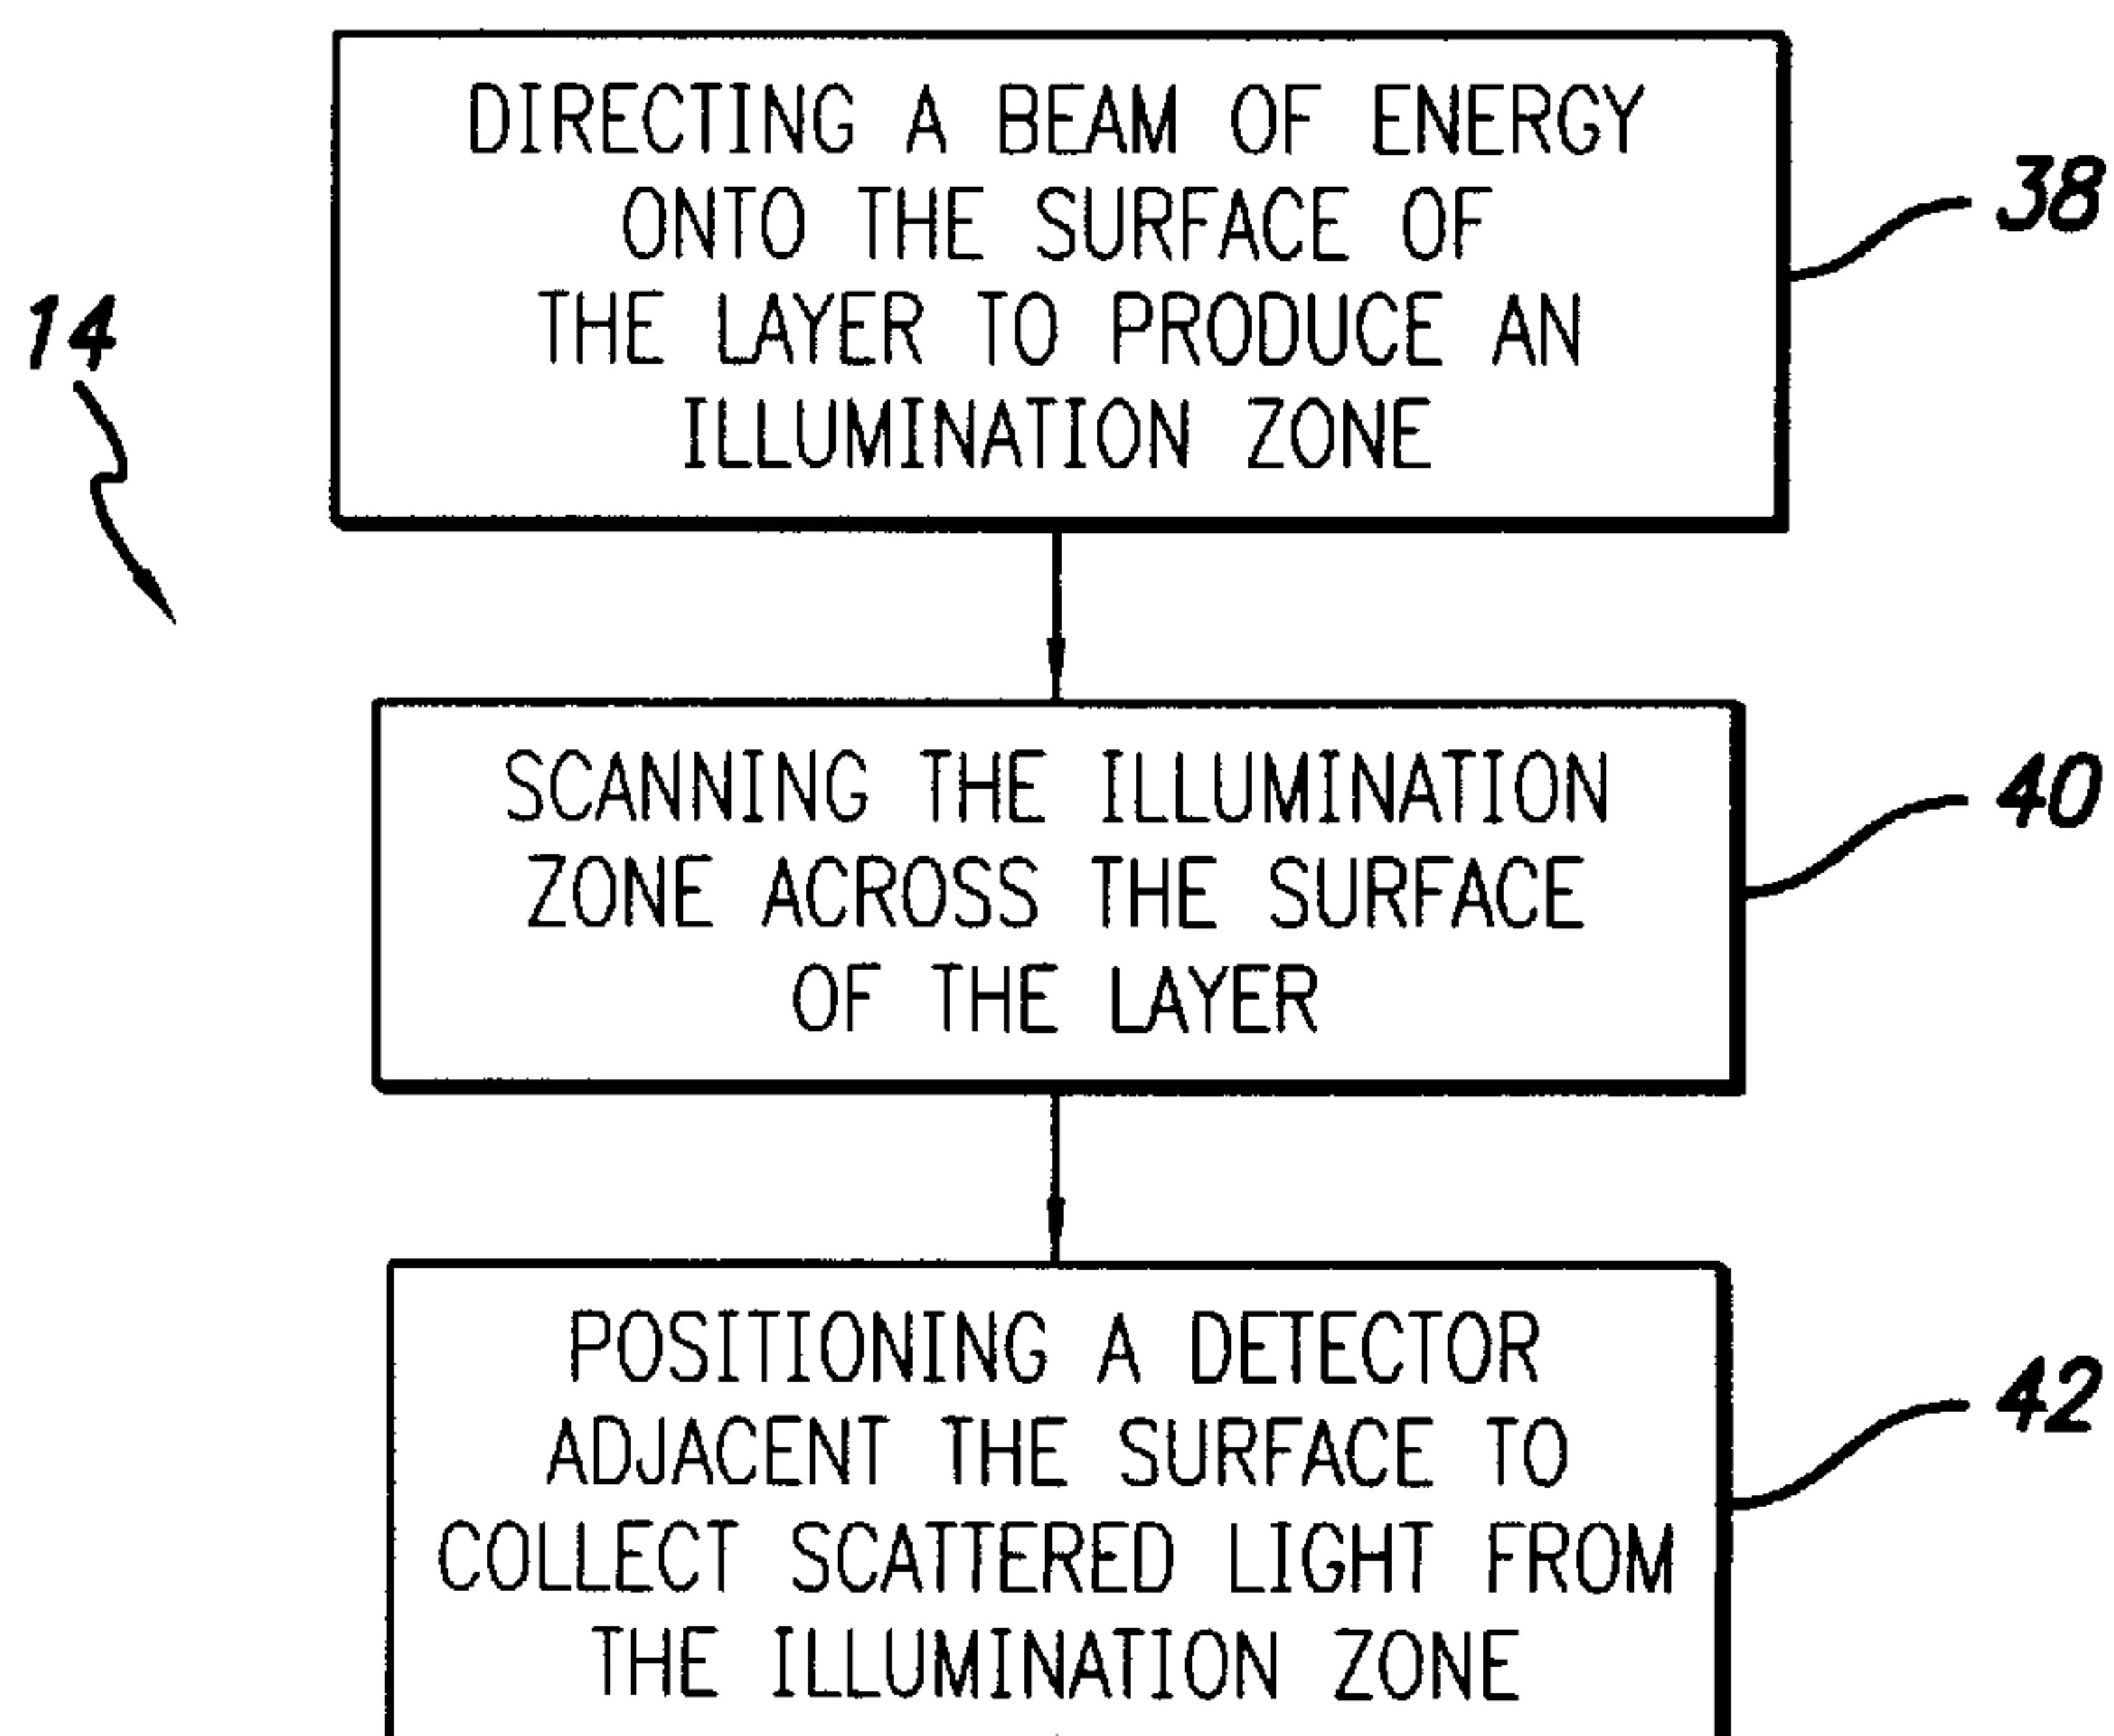 DIRECTING A BEAM OF ENERGY
ONTO THE SURFACE OF
THE LAYER TO PRODUCE AN
ILLUMINATION ZONE
38
14
SCANNING THE ILLUMINATION
ZONE ACROSS THE SURFACE
OF THE LAYER
40
POSITIONING A DETECTOR
ADJACENT THE SURFACE TO
COLLECT SCATTERED LIGHT FROM
THE ILLUMINATION ZONE
42